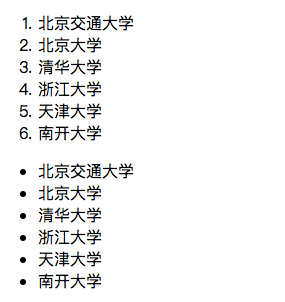 1. 北京交通大学
2. 北京大学
3. 清华大学
4. 浙江大学
5. 天津大学
6. 南开大学
• 北京交通大学
• 北京大学
• 清华大学
• 浙江大学
• 天津大学
• 南开大学